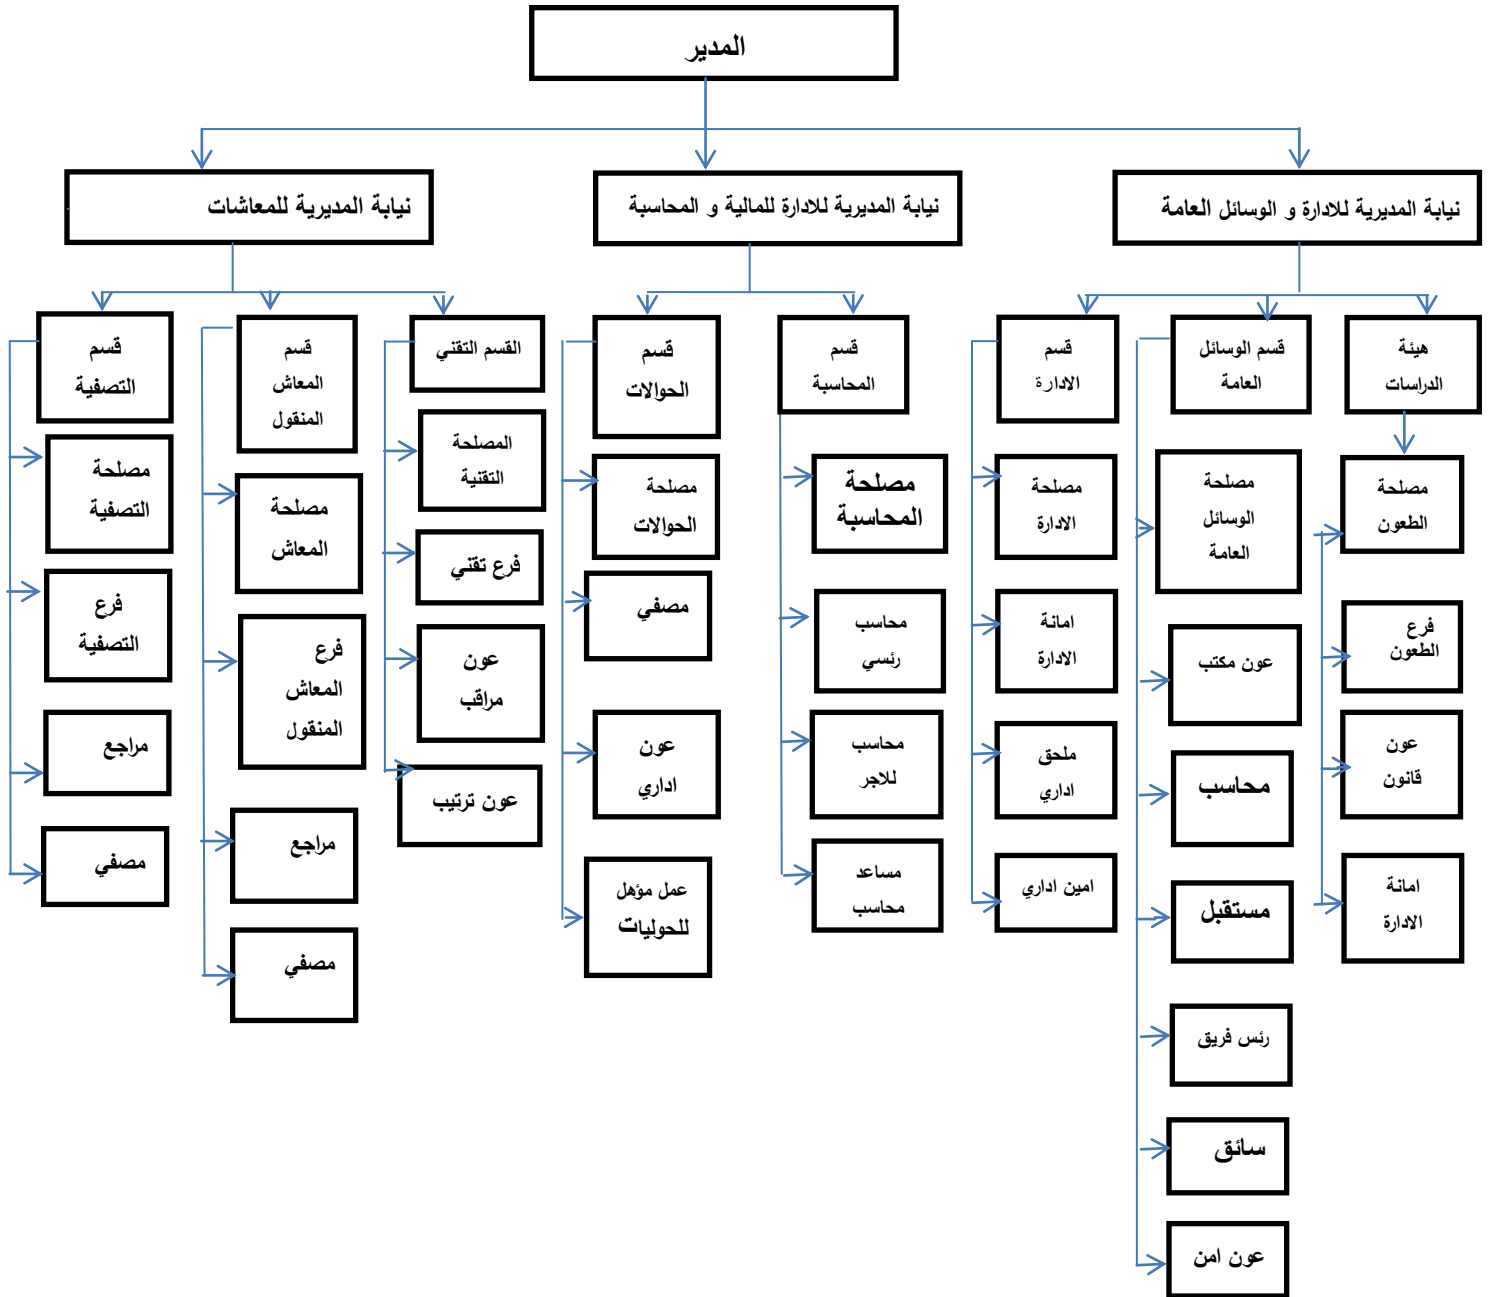 المدير
نيابة المديرية للادارة و الوسائل العامة
نيابة المديرية للادارة للمالية و المحاسبة
نيابة المديرية للمعاشات
هيئة
الدراسات
مصلحة
الطعون
فرع
الطعون
عون
قانون
امانة
الادارة
قسم الوسائل
العامة
مصلحة
الوسائل
العامة
عون مكتب
محاسب
مستقبل
رئس فريق
سائق
عون امن
قسم
الادارة
مصلحة
الادارة
امانة
الادارة
ملحق
اداري
امين اداري
قسم
المحاسبة
مصلحة
المحاسبة
محاسب
رئسي
محاسب
للاجر
مساعد
محاسب
قسم
الحوالات
مصلحة
الحوالات
مصفي
عون
اداري
عمل مؤهل
للحوليات
القسم التقني
المصلحة
التقنية
فرع تقني
عون
مراقب
عون ترتيب
قسم
المعاش
المنقول
مصلحة
المعاش
فرع
المعاش
المنقول
مراجع
مصفي
قسم
التصفية
مصلحة
التصفية
فرع
التصفية
مراجع
مصفي